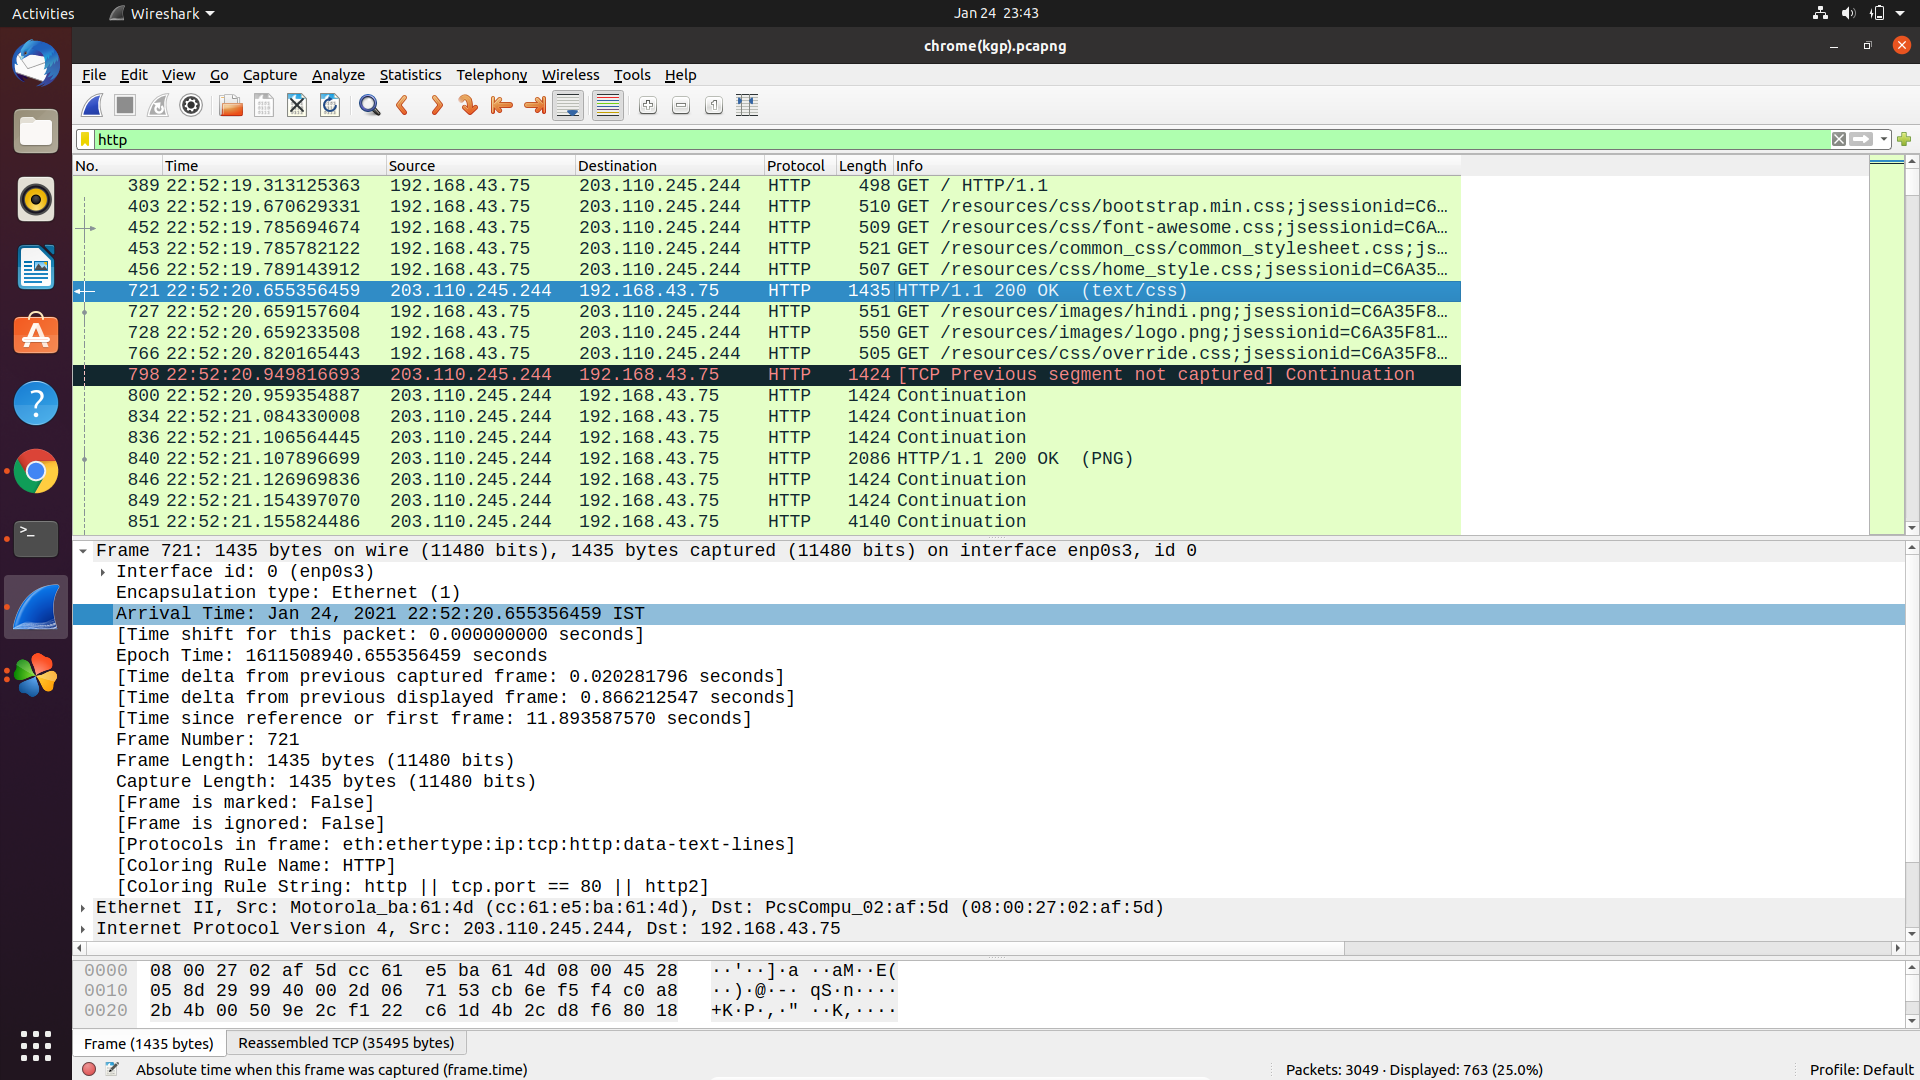 Activities Wireshark Jan 24 23:43
chrome(kgp).pcapng
File Edit View Go Capture Analyze Statistics Telephony Wireless Tools Help
http
No. Time Source Destination Protocol Length Info
389 22:52:19.313125363 192.168.43.75 203.110.245.244 HTTP 498 GET / HTTP/1.1
403 22:52:19.670629331 192.168.43.75 203.110.245.244 HTTP 510 GET /resources/css/bootstrap.min.css;jsessionid=C6…
452 22:52:19.785694674 192.168.43.75 203.110.245.244 HTTP 509 GET /resources/css/font-awesome.css;jsessionid=C6A…
453 22:52:19.785782122 192.168.43.75 203.110.245.244 HTTP 521 GET /resources/common_css/common_stylesheet.css;js…
456 22:52:19.789143912 192.168.43.75 203.110.245.244 HTTP 507 GET /resources/css/home_style.css;jsessionid=C6A35…
721 22:52:20.655356459 203.110.245.244 192.168.43.75 HTTP 1435 HTTP/1.1 200 OK (text/css)
727 22:52:20.659157604 192.168.43.75 203.110.245.244 HTTP 551 GET /resources/images/hindi.png;jsessionid=C6A35F8…
728 22:52:20.659233508 192.168.43.75 203.110.245.244 HTTP 550 GET /resources/images/logo.png;jsessionid=C6A35F81…
766 22:52:20.820165443 192.168.43.75 203.110.245.244 HTTP 505 GET /resources/css/override.css;jsessionid=C6A35F8…
798 22:52:20.949816693 203.110.245.244 192.168.43.75 HTTP 1424 [TCP Previous segment not captured] Continuation
800 22:52:20.959354887 203.110.245.244 192.168.43.75 HTTP 1424 Continuation
834 22:52:21.084330008 203.110.245.244 192.168.43.75 HTTP 1424 Continuation
836 22:52:21.106564445 203.110.245.244 192.168.43.75 HTTP 1424 Continuation
840 22:52:21.107896699 203.110.245.244 192.168.43.75 HTTP 2086 HTTP/1.1 200 OK (PNG)
846 22:52:21.126969836 203.110.245.244 192.168.43.75 HTTP 1424 Continuation
849 22:52:21.154397070 203.110.245.244 192.168.43.75 HTTP 1424 Continuation
851 22:52:21.155824486 203.110.245.244 192.168.43.75 HTTP 4140 Continuation
Frame 721: 1435 bytes on wire (11480 bits), 1435 bytes captured (11480 bits) on interface enp0s3, id 0
Interface id: 0 (enp0s3)
Encapsulation type: Ethernet (1)
Arrival Time: Jan 24, 2021 22:52:20.655356459 IST
[Time shift for this packet: 0.000000000 seconds]
Epoch Time: 1611508940.655356459 seconds
[Time delta from previous captured frame: 0.020281796 seconds]
[Time delta from previous displayed frame: 0.866212547 seconds]
[Time since reference or first frame: 11.893587570 seconds]
Frame Number: 721
Frame Length: 1435 bytes (11480 bits)
Capture Length: 1435 bytes (11480 bits)
[Frame is marked: False]
[Frame is ignored: False]
[Protocols in frame: eth:ethertype:ip:tcp:http:data-text-lines]
[Coloring Rule Name: HTTP]
[Coloring Rule String: http || tcp.port == 80 || http2]
Ethernet II, Src: Motorola_ba:61:4d (cc:61:e5:ba:61:4d), Dst: PcsCompu_02:af:5d (08:00:27:02:af:5d)
Internet Protocol Version 4, Src: 203.110.245.244, Dst: 192.168.43.75
0000 08 00 27 02 af 5d cc 61 e5 ba 61 4d 08 00 45 28 ··'··]·a ··aM··E(
0010 05 8d 29 99 40 00 2d 06 71 53 cb 6e f5 f4 c0 a8 ··)·@·-· qS·n····
0020 2b 4b 00 50 9e 2c f1 22 c6 1d 4b 2c d8 f6 80 18 +K·P·,·" ··K,····
Frame (1435 bytes) Reassembled TCP (35495 bytes)
Absolute time when this frame was captured (frame.time) Packets: 3049 · Displayed: 763 (25.0%) Profile: Default